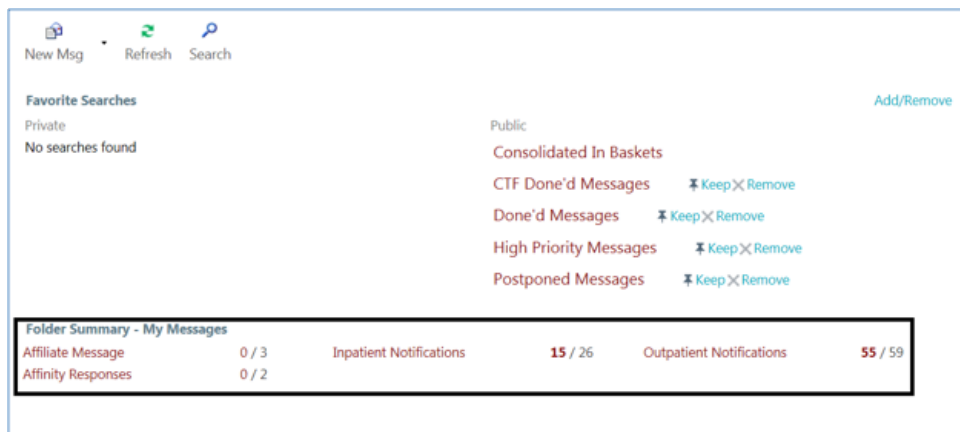 New Msg Refresh Search
Favorite Searches Add/Remove
Private Public
No searches found
Consolidated In Baskets
CTF Done'd Messages Keep Remove
Done'd Messages Keep Remove
High Priority Messages Keep Remove
Postponed Messages Keep Remove
Folder Summary - My Messages
Affiliate Message 0 / 3 Inpatient Notifications 15 / 26 Outpatient Notifications 55 / 59
Affinity Responses 0 / 2